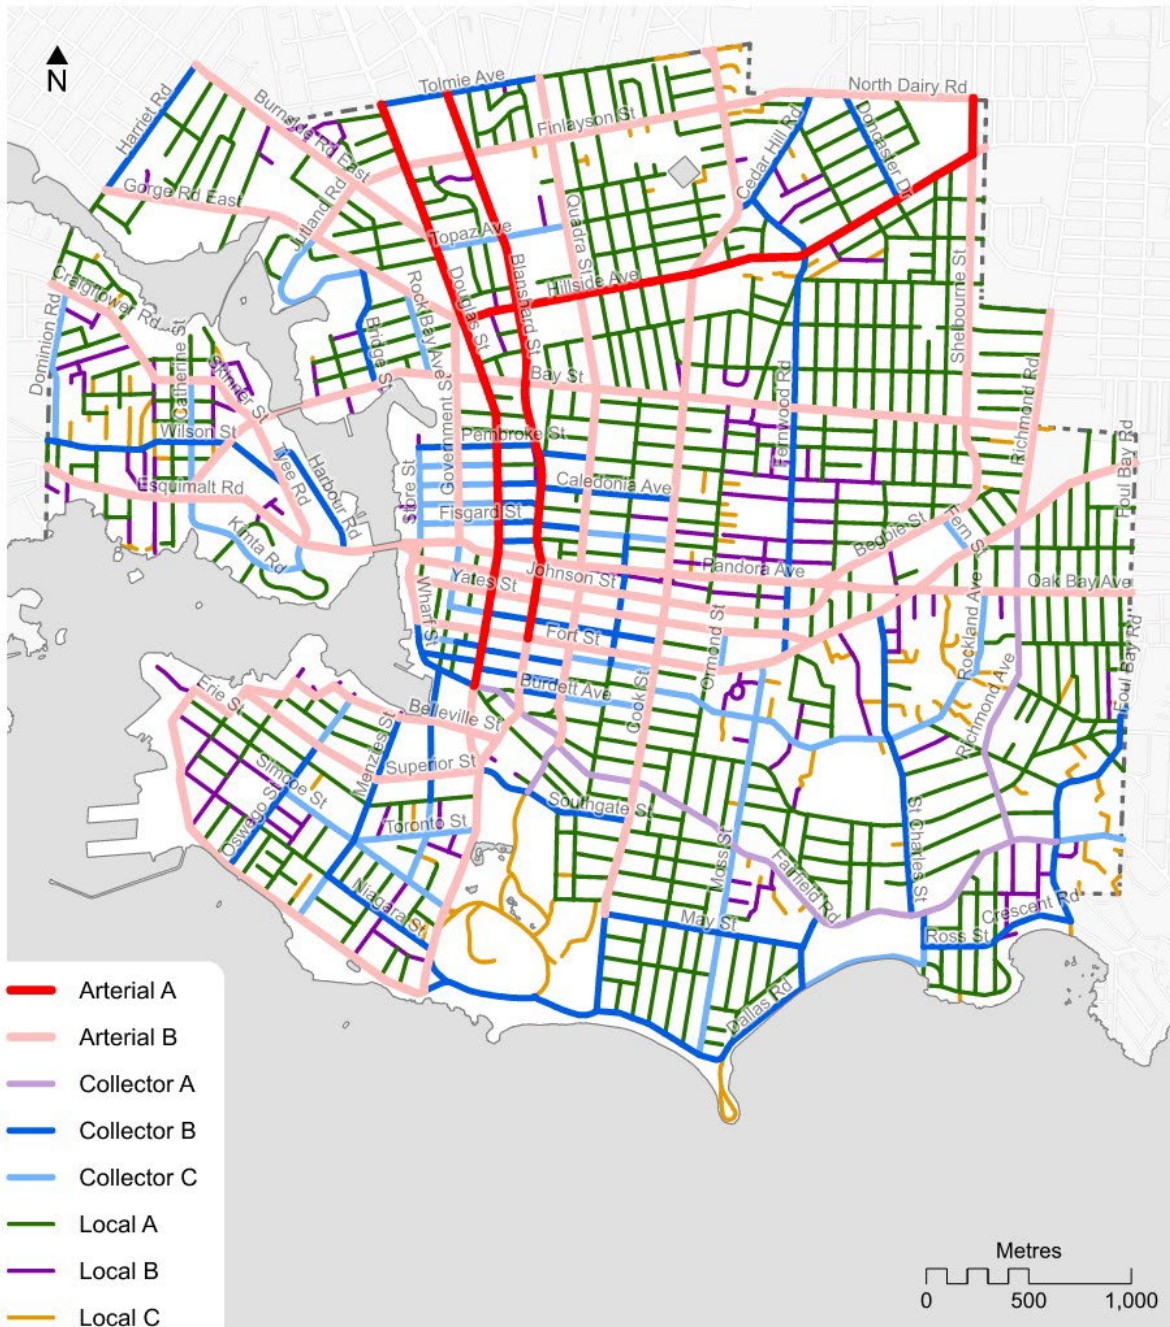 N
Tolmie Ave
North Dairy Rd
Harriet Rd
Burnside Rd East
Finlayson St
Cedar Hill Rd
Doncaster Dr
Gorge Rd East
Jutland Rd
Topaz Ave
Quadra St
Craigflower Rd
Rock Bay Ave
Douglas St
Blanshard St
Hillside Ave
Shelbourne St
Dominion Rd
Catherine St
Skinner St
Bridge St
Bay St
Fernwood Rd
Richmond Rd
Wilson St
Government St
Pembroke St
Foul Bay Rd
Tyee Rd
Harbour Rd
Esquimalt Rd
Store St
Caledonia Ave
Fisgard St
Begbie St
Fern St
Kimta Rd
Wharf St
Yates St
Johnson St
Pandora Ave
Oak Bay Ave
Fort St
Ormond St
Rockland Ave
Foul Bay Rd
Erie St
Belleville St
Burdett Ave
Cook St
Richmond Ave
Menzies St
Superior St
Simcoe St
Oswego St
Toronto St
Southgate St
Moss St
St Charles St
Fairfield Rd
Niagara St
May St
Crescent Rd
Ross St
Dallas Rd
Arterial A
Arterial B
Collector A
Collector B
Collector C
Local A
Local B
Local C
Metres
0 500 1,000